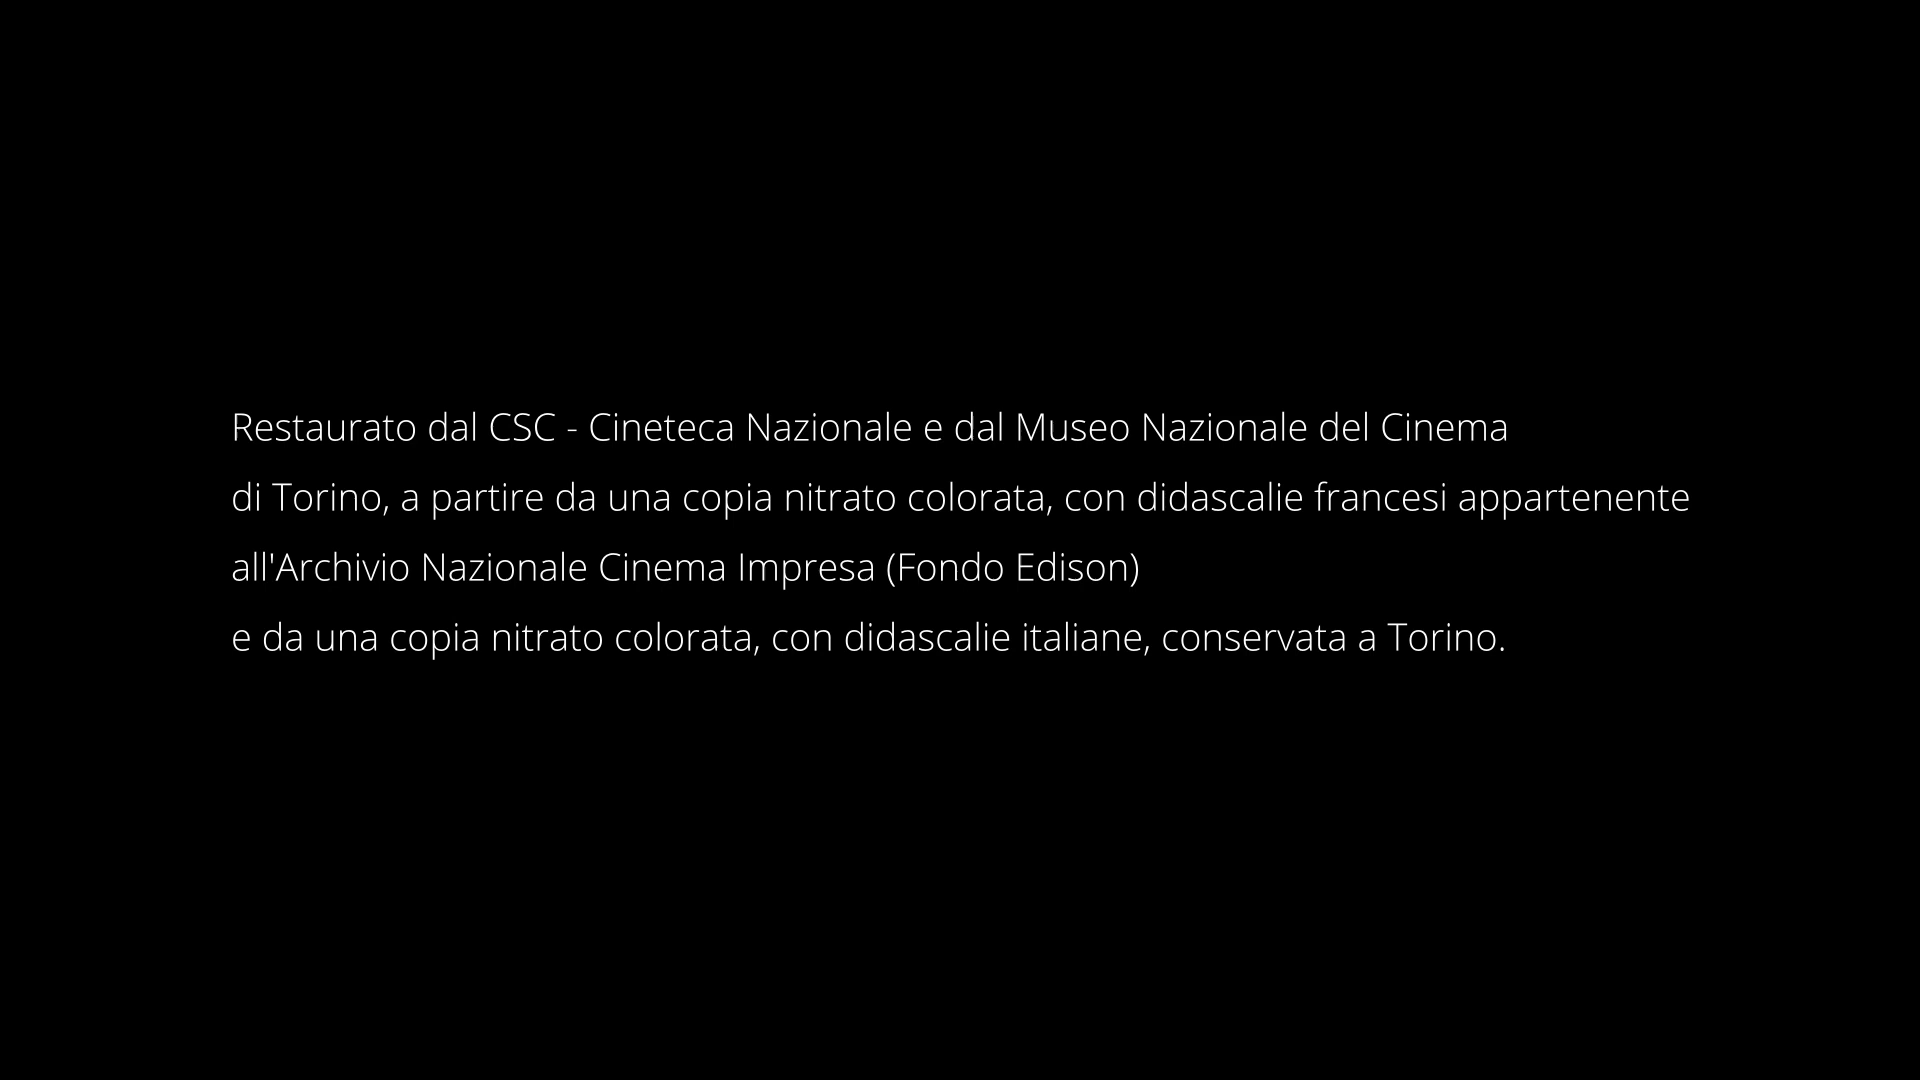 Restaurato dal CSC - Cineteca Nazionale e dal Museo Nazionale del Cinema
di Torino, a partire da una copia nitrato colorata, con didascalie francesi appartenente
all'Archivio Nazionale Cinema Impresa (Fondo Edison)
e da una copia nitrato colorata, con didascalie italiane, conservata a Torino.